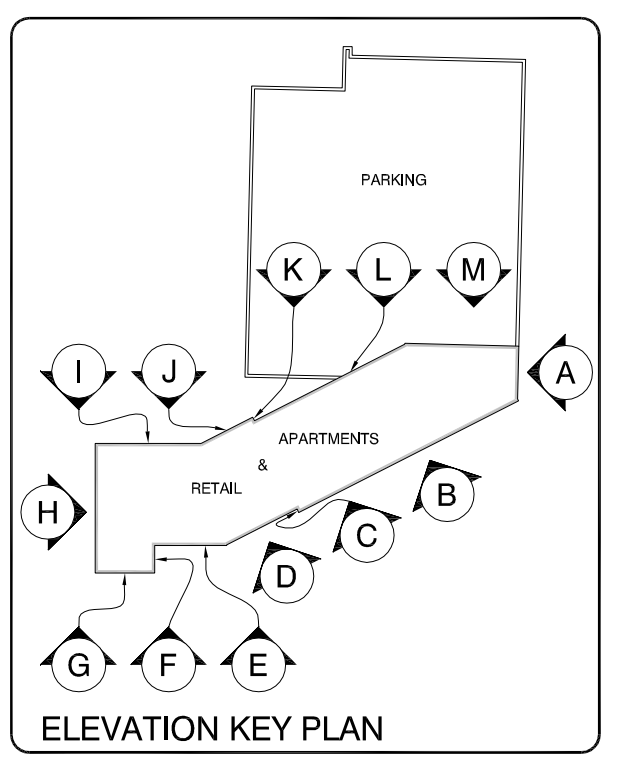 PARKING
K
L
M
I
J
A
APARTMENTS
&
RETAIL
H
B
C
D
G
F
E
ELEVATION KEY PLAN